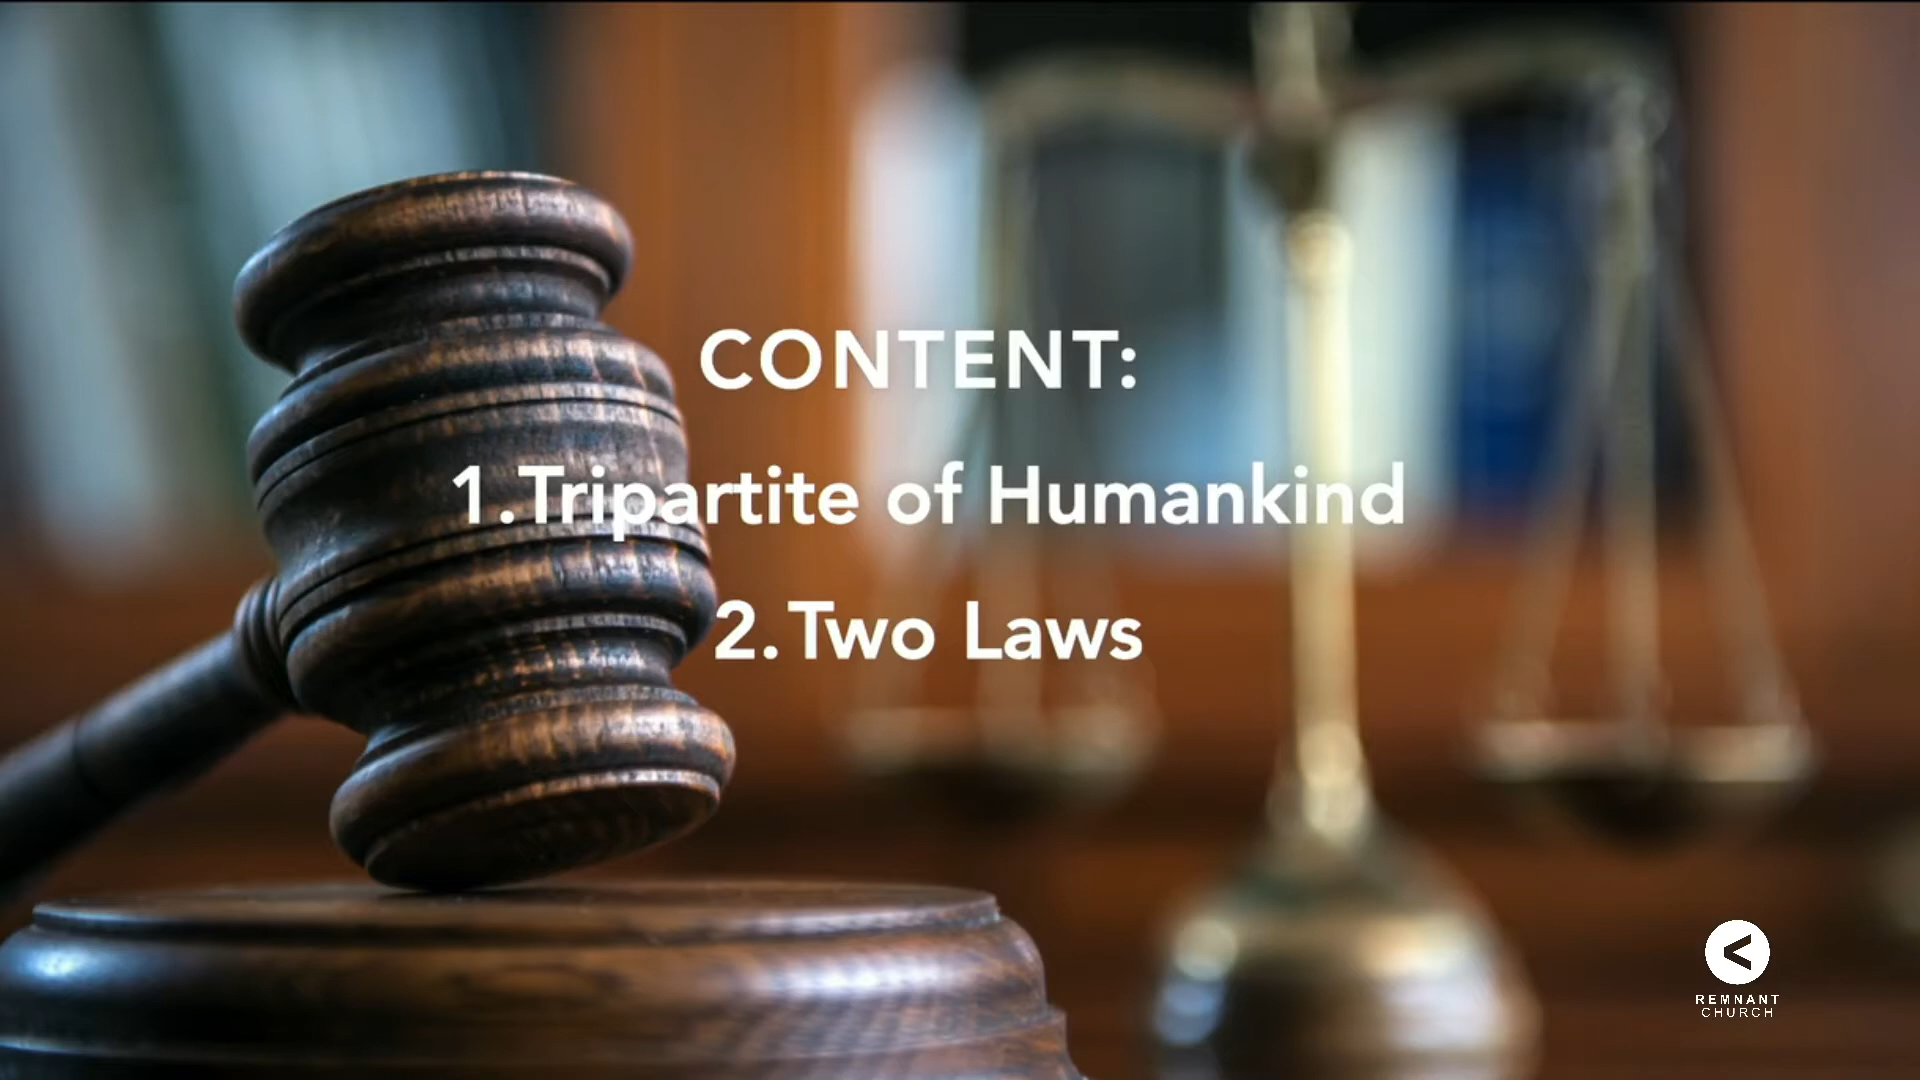 CONTENT:
1.Tripartite of Humankind
2. Two Laws
REMNANT
CHURCH